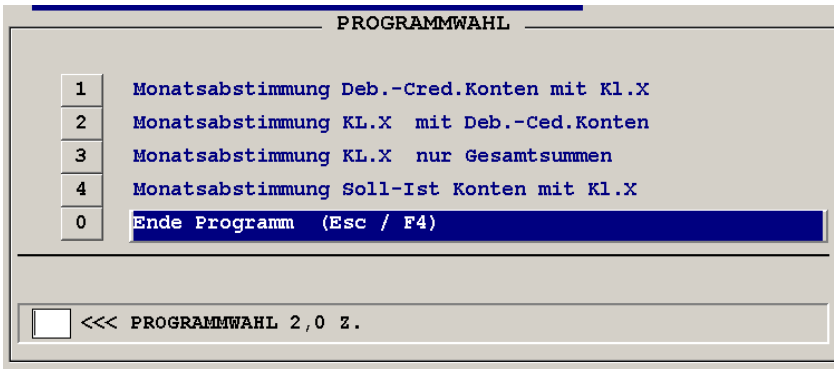 PROGRAMMWAHL
1 Monatsabstimmung Deb.-Cred.Konten mit Kl.X
2 Monatsabstimmung KL.X mit Deb.-Ced.Konten
3 Monatsabstimmung KL.X nur Gesamtsummen
4 Monatsabstimmung Soll-Ist Konten mit Kl.X
0 Ende Programm (Esc / F4)
<<< PROGRAMMWAHL 2,0 Z.